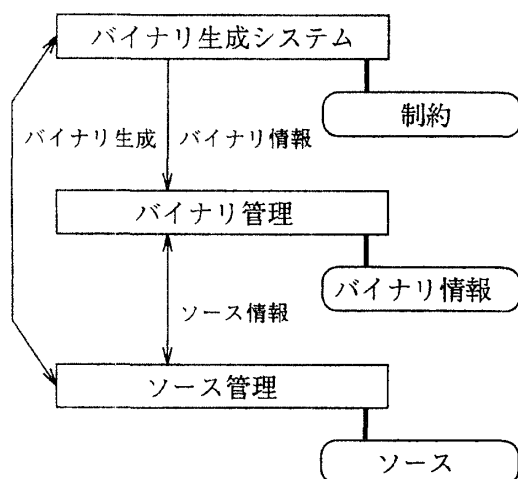 バイナリ生成システム
制約
バイナリ生成
バイナリ情報
バイナリ管理
バイナリ情報
ソース情報
ソース管理
ソース